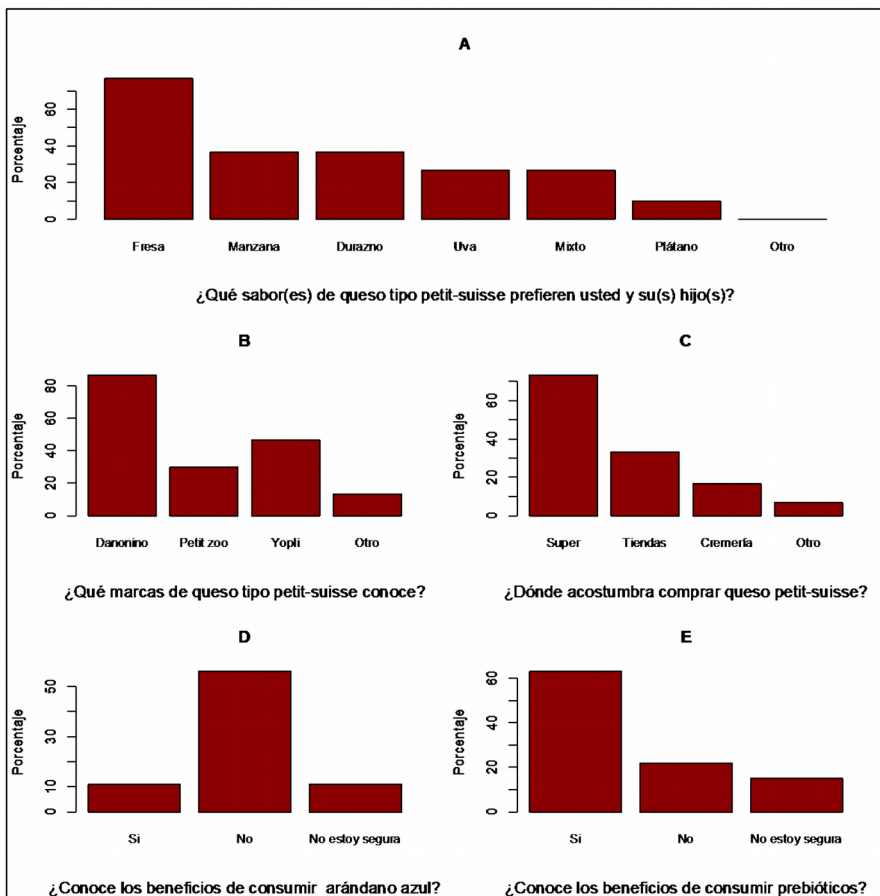 A
Porcentaje
60
40
20
0
Fresa Manzana Durazno Uva Mixto Plátano Otro
¿Qué sabor(es) de queso tipo petit-suisse prefieren usted y su(s) hijo(s)?
B
Porcentaje
80
60
40
20
0
Danonino Petit zoo Yopli Otro
¿Qué marcas de queso tipo petit-suisse conoce?
C
Porcentaje
60
40
20
0
Super Tiendas Cremería Otro
¿Dónde acostumbra comprar queso petit-suisse?
D
Porcentaje
50
30
10
0
Si No No estoy segura
¿Conoce los beneficios de consumir arándano azul?
E
Porcentaje
60
40
20
0
Si No No estoy segura
¿Conoce los beneficios de consumir prebióticos?